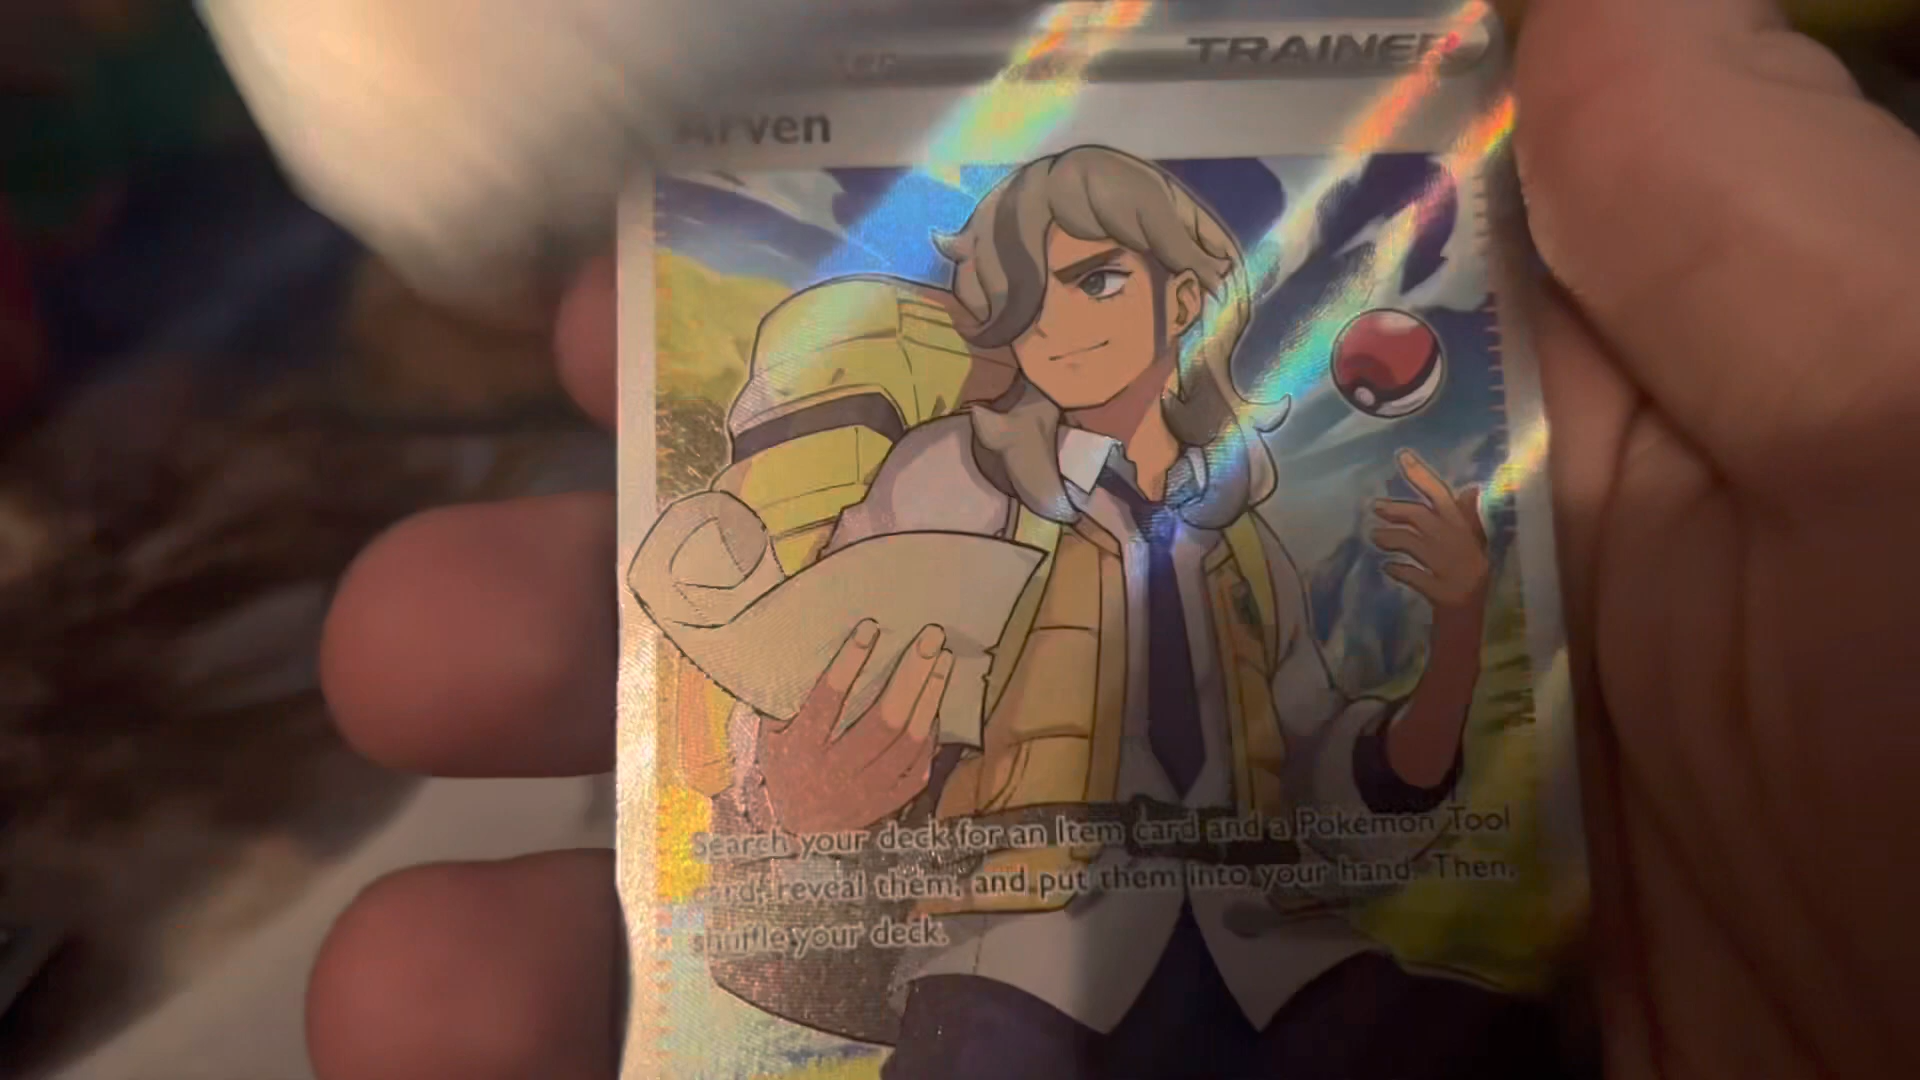 TRAINER
Arven
Search your deck for an Item card and a Pokémon Tool
card, reveal them, and put them into your hand. Then,
shuffle your deck.